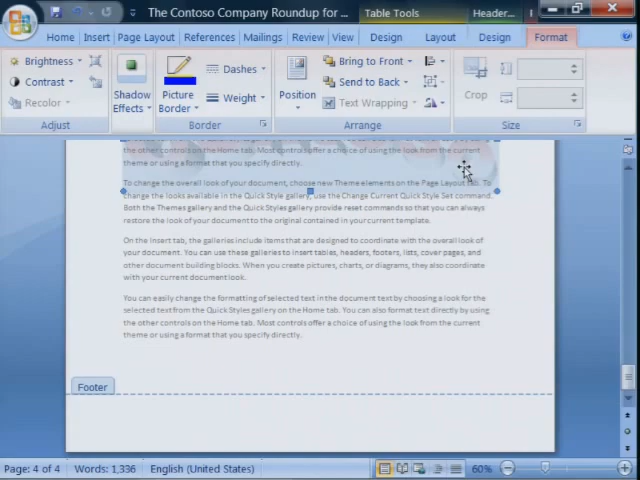 The Contoso Company Roundup for ...
Table Tools
Header...
Home Insert Page Layout References Mailings Review View Design Layout Design Format
Brightness
Contrast
Recolor
Adjust
Shadow Effects
Picture Border
Dashes
Weight
Border
Position
Bring to Front
Send to Back
Text Wrapping
Arrange
Crop
Size
the other controls on the Home tab. Most controls offer a choice of using the look from the current
theme or using a format that you specify directly.
To change the overall look of your document, choose new Theme elements on the Page Layout tab. To
change the looks available in the Quick Style gallery, use the Change Current Quick Style Set command.
Both the Themes gallery and the Quick Styles gallery provide reset commands so that you can always
restore the look of your document to the original contained in your current template.
On the Insert tab, the galleries include items that are designed to coordinate with the overall look of
your document. You can use these galleries to insert tables, headers, footers, lists, cover pages, and
other document building blocks. When you create pictures, charts, or diagrams, they also coordinate
with your current document look.
You can easily change the formatting of selected text in the document text by choosing a look for the
selected text from the Quick Styles gallery on the Home tab. You can also format text directly by using
the other controls on the Home tab. Most controls offer a choice of using the look from the current
theme or using a format that you specify directly.
Footer
Page: 4 of 4 Words: 1,336 English (United States) 60%